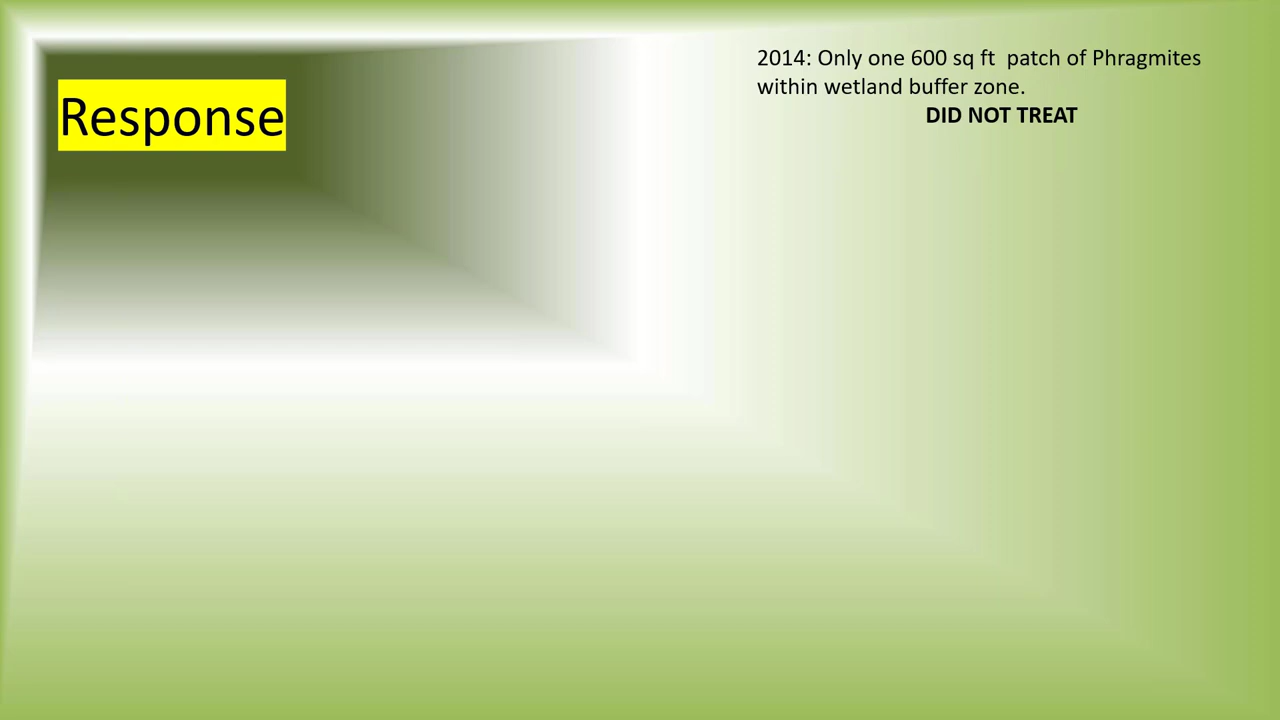 Response
2014: Only one 600 sq ft  patch of Phragmites
within wetland buffer zone.
DID NOT TREAT